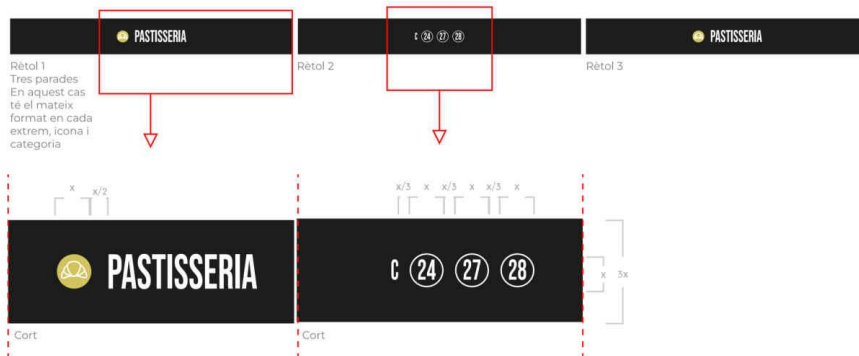 PASTISSERIA
C 24 27 28
PASTISSERIA
Rètol 1
Tres parades
En aquest cas
té el mateix
format en cada
extrem, icona i
categoria
Rètol 2
Rètol 3
x x/2
x/3 x x/3 x x/3 x
PASTISSERIA
C 24 27 28
x 3x
Cort
Cort